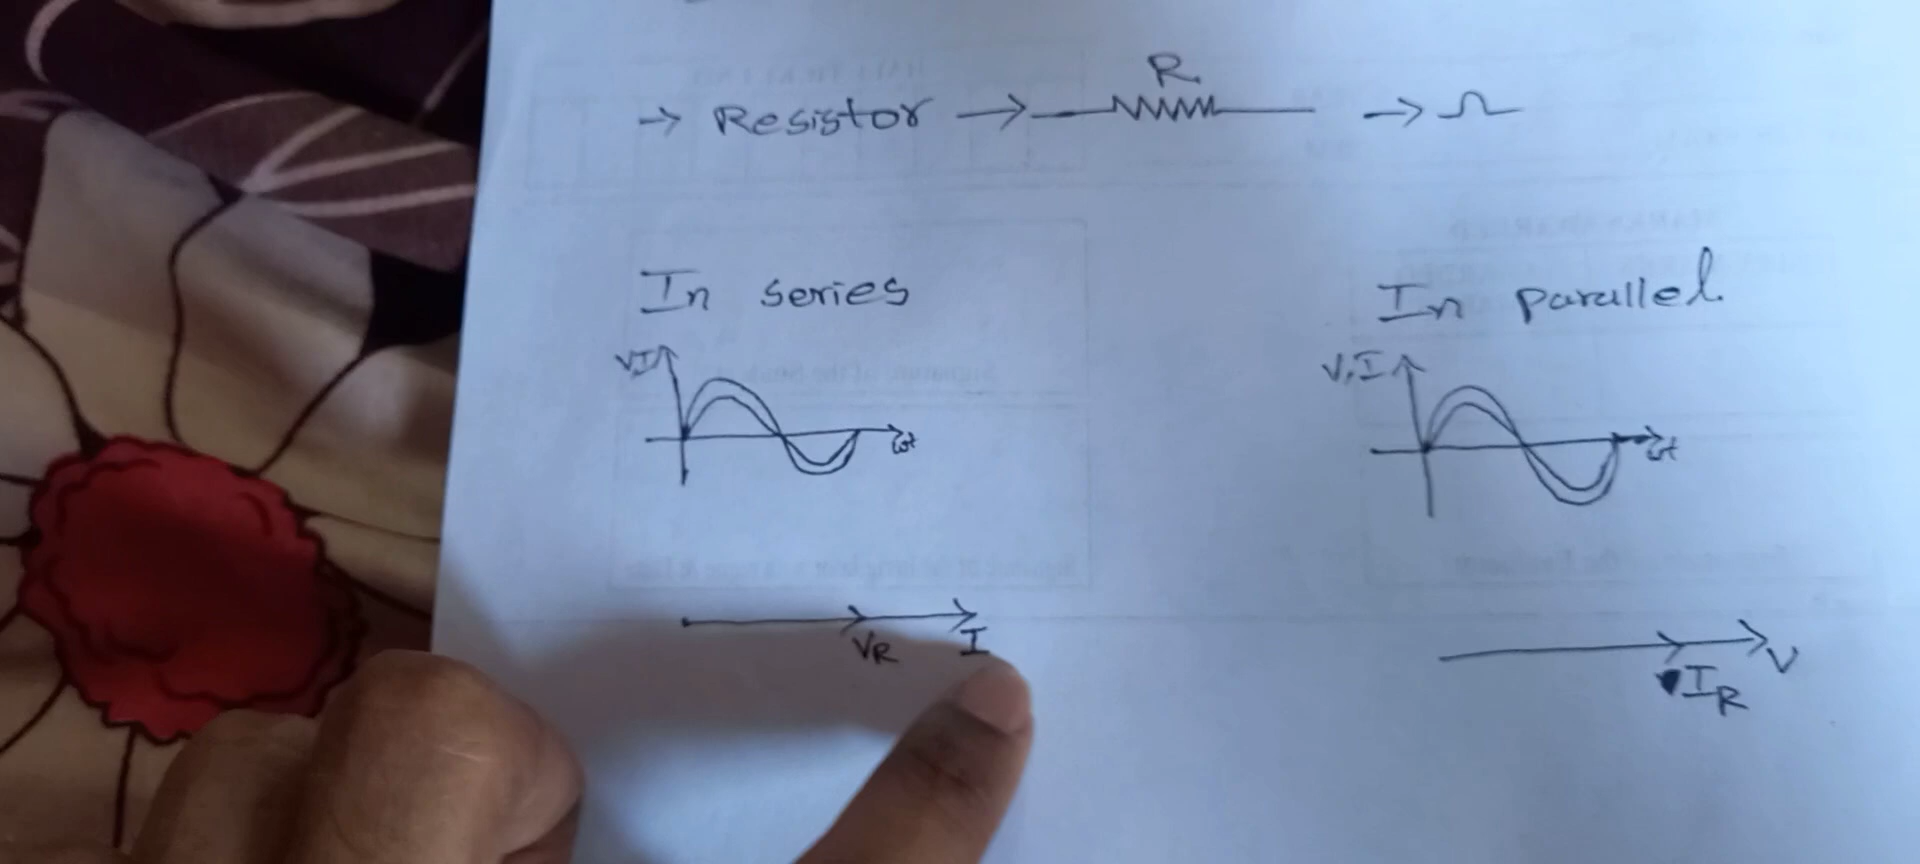 R
→ Resistor → → Ω
In series
In parallel
V,I
ωt
V,I
ωt
VR I
IR V